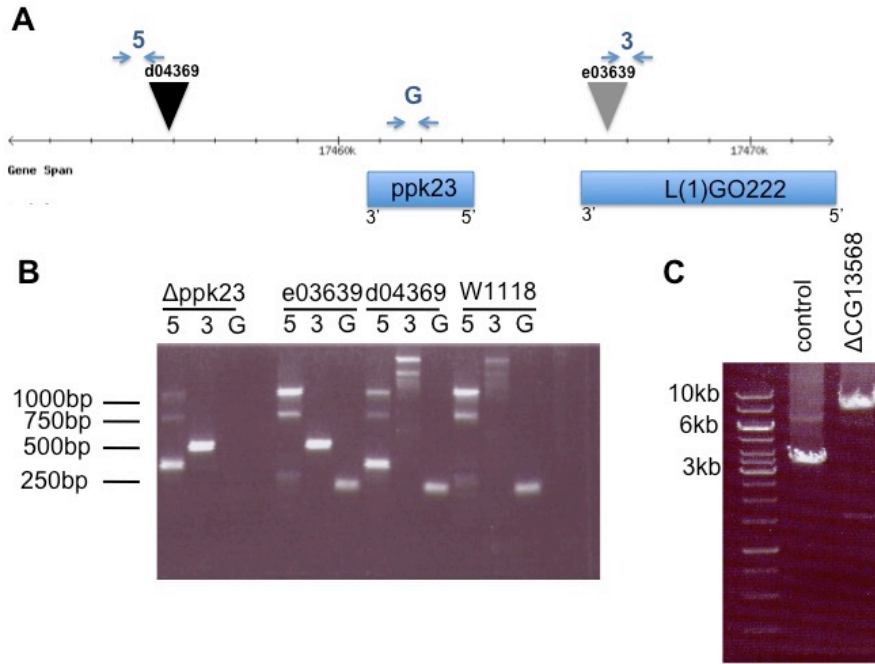 A
5
3
d04369
e03639
G
17460k
17470k
Gene Span
ppk23
L(1)GO222
3’ 5’ 3’ 5’
B
C
Δppk23 e03639 d04369 W1118
5 3 G 5 3 G 5 3 G 5 3 G
1000bp
750bp
500bp
250bp
control
ΔCG13568
10kb
6kb
3kb